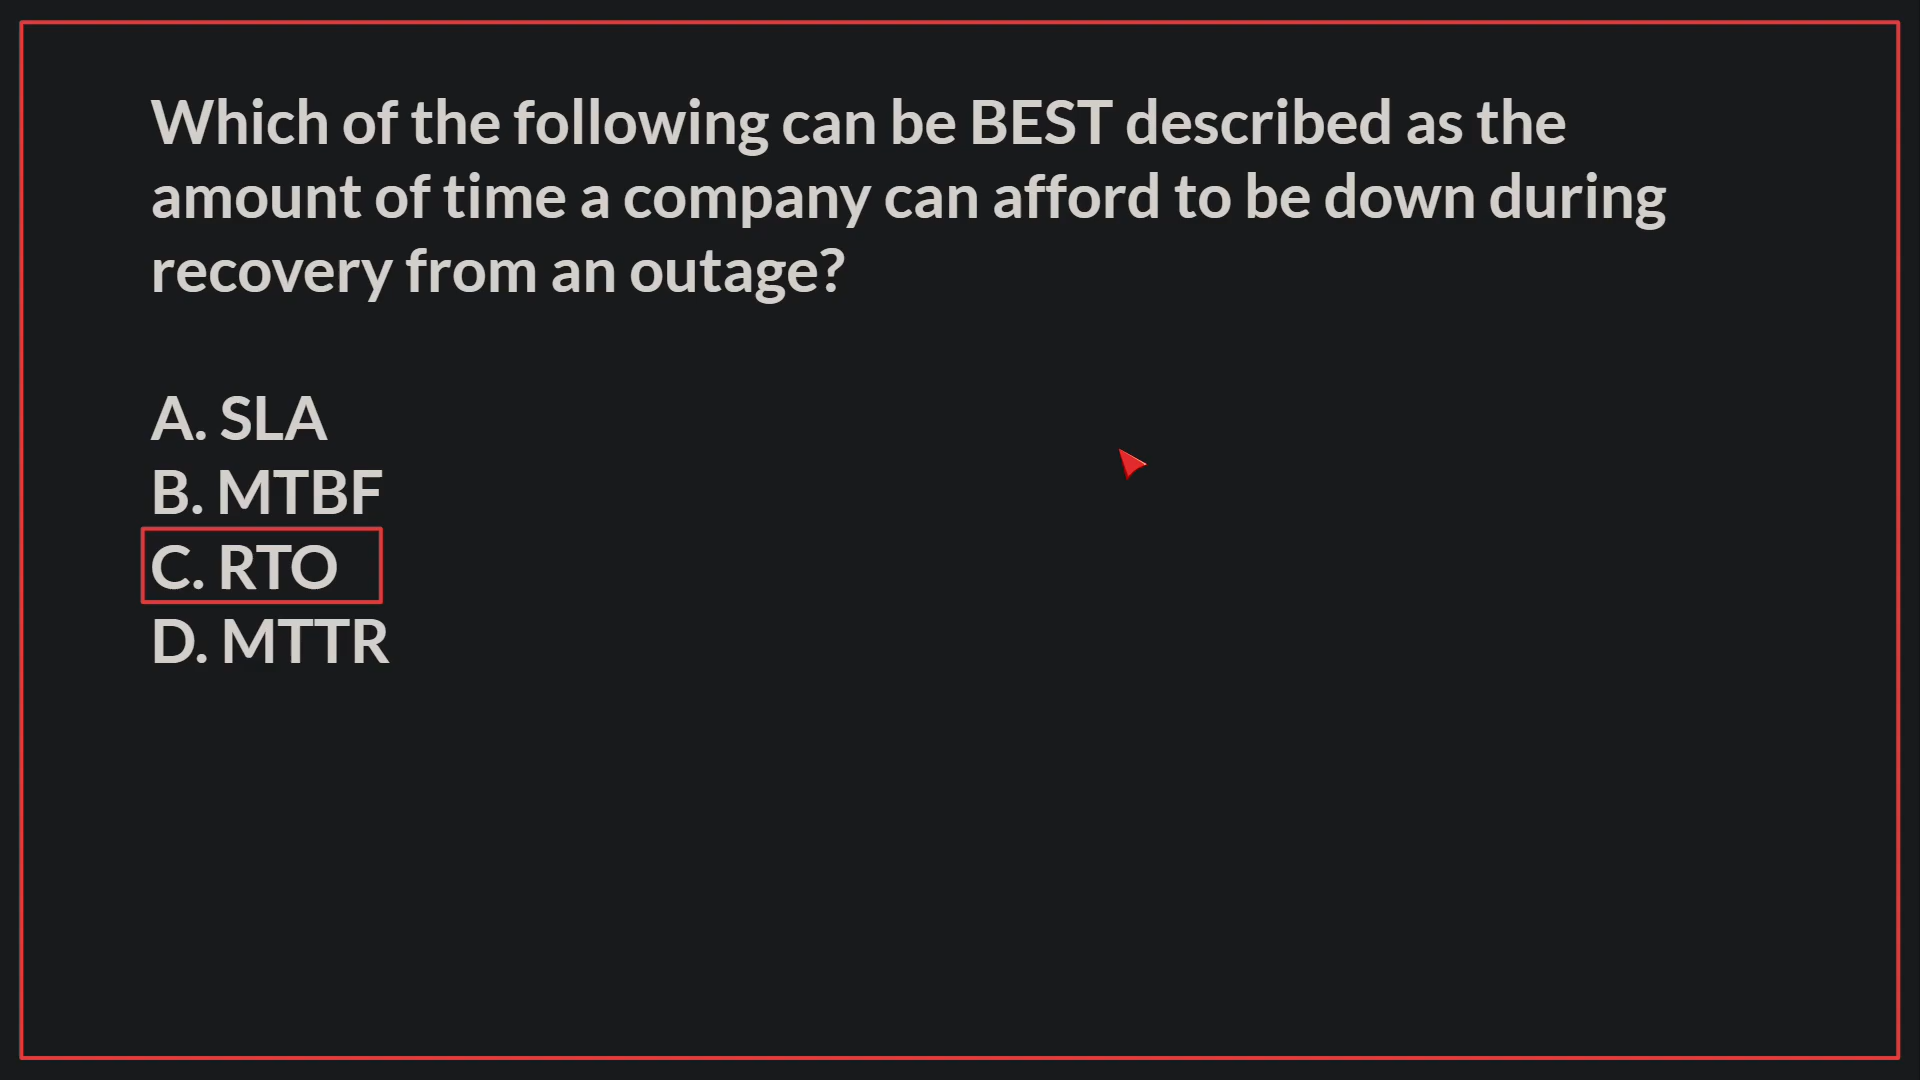 Which of the following can be BEST described as the
amount of time a company can afford to be down during
recovery from an outage?
A. SLA
B. MTBF
C. RTO
D. MTTR